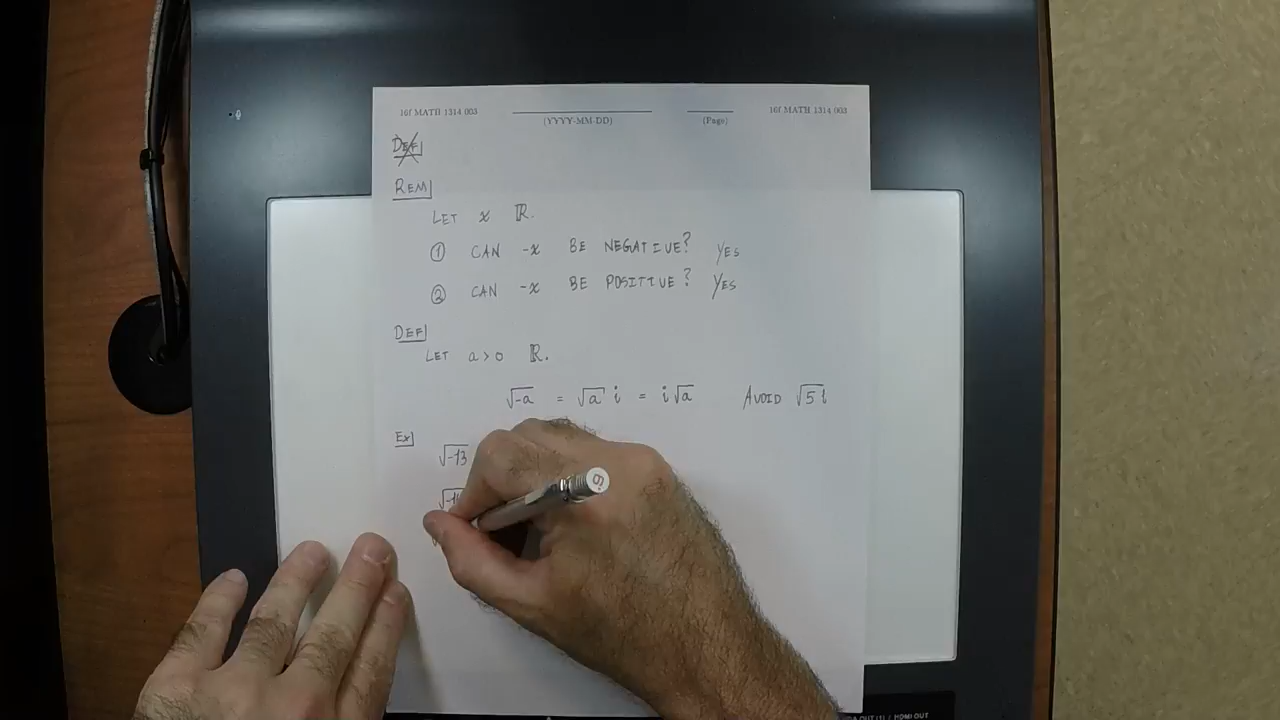 16f MATH 1314 003 (YYYY-MM-DD) (Page) 16f MATH 1314 003
DEF
REM
LET x ℝ.
① CAN -x BE NEGATIVE? YES
② CAN -x BE POSITIVE? YES
DEF
LET a > 0 ℝ.
√-a = √a i = i√a AVOID √5i
Ex
√-13